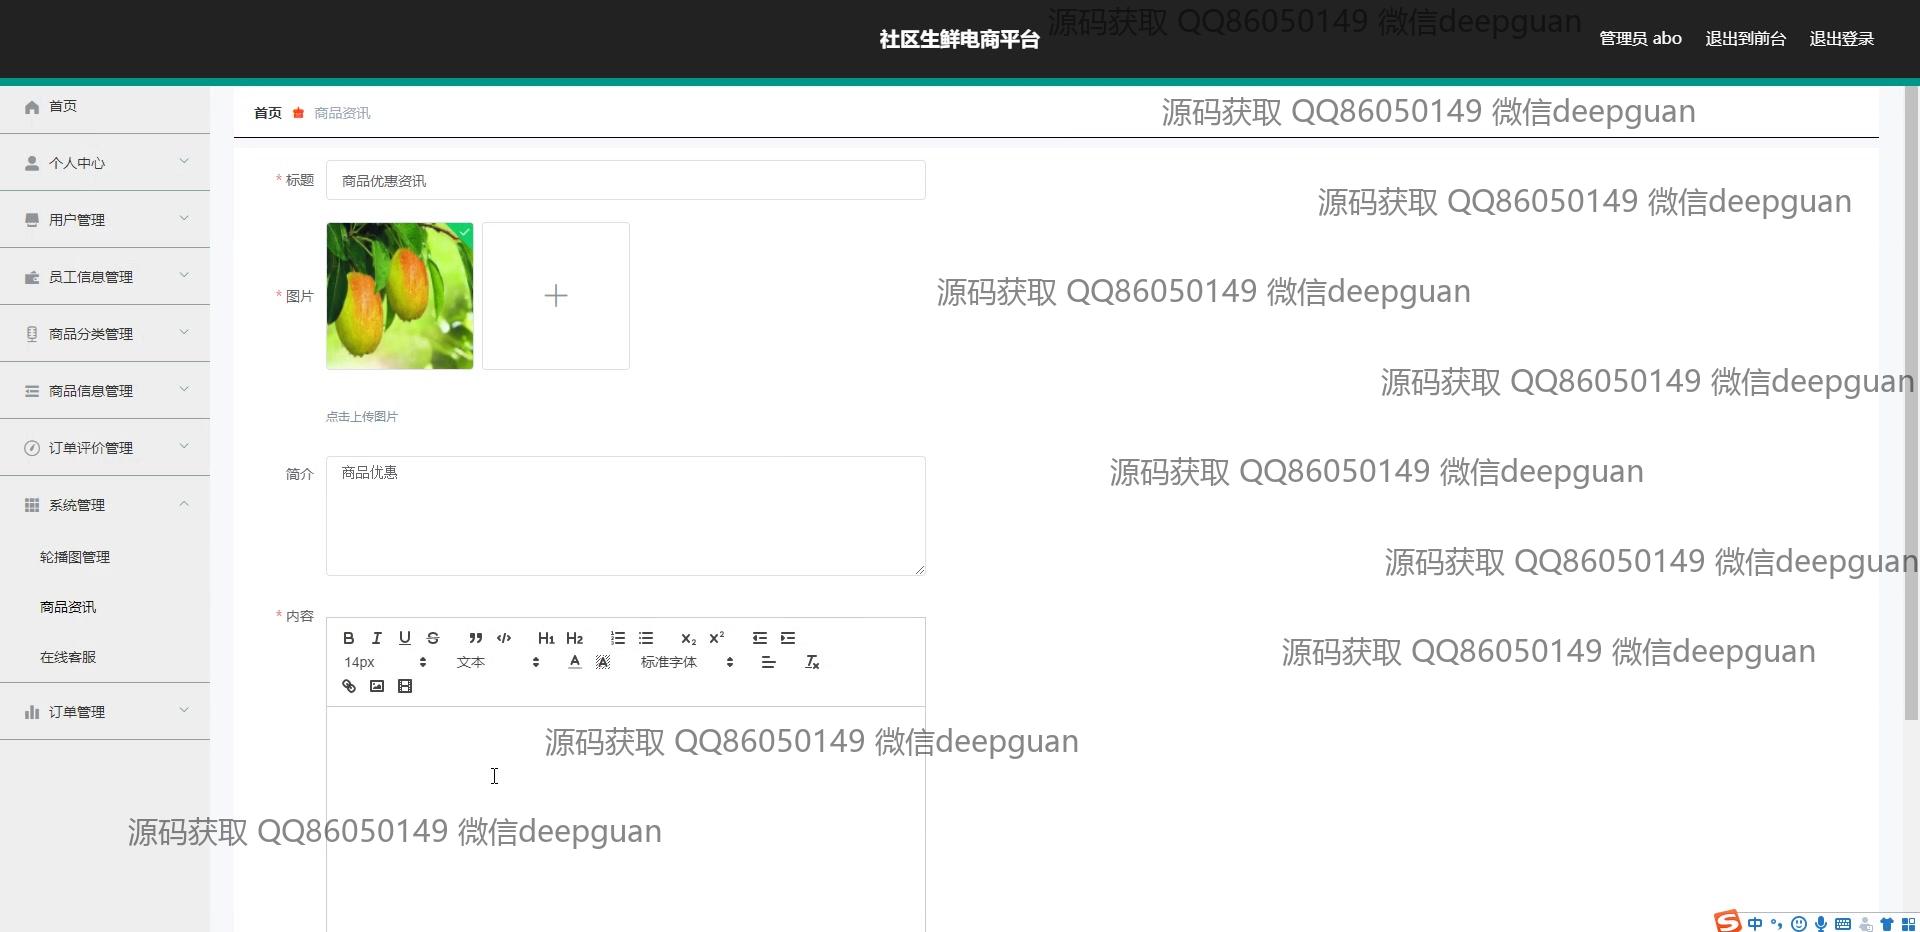 社区生鲜电商平台
源码获取 QQ86050149 微信deepguan
管理员 abo 退出到前台 退出登录
首页
个人中心
用户管理
员工信息管理
商品分类管理
商品信息管理
订单评价管理
系统管理
轮播图管理
商品资讯
在线客服
订单管理
首页 商品资讯
源码获取 QQ86050149 微信deepguan
* 标题 商品优惠资讯
源码获取 QQ86050149 微信deepguan
* 图片
源码获取 QQ86050149 微信deepguan
源码获取 QQ86050149 微信deepguan
点击上传图片
简介 商品优惠
源码获取 QQ86050149 微信deepguan
源码获取 QQ86050149 微信deepguan
* 内容
B I U S H1 H2 X2 X2
14px 文本 A A 标准字体 Tx
源码获取 QQ86050149 微信deepguan
源码获取 QQ86050149 微信deepguan
源码获取 QQ86050149 微信deepguan
S 中